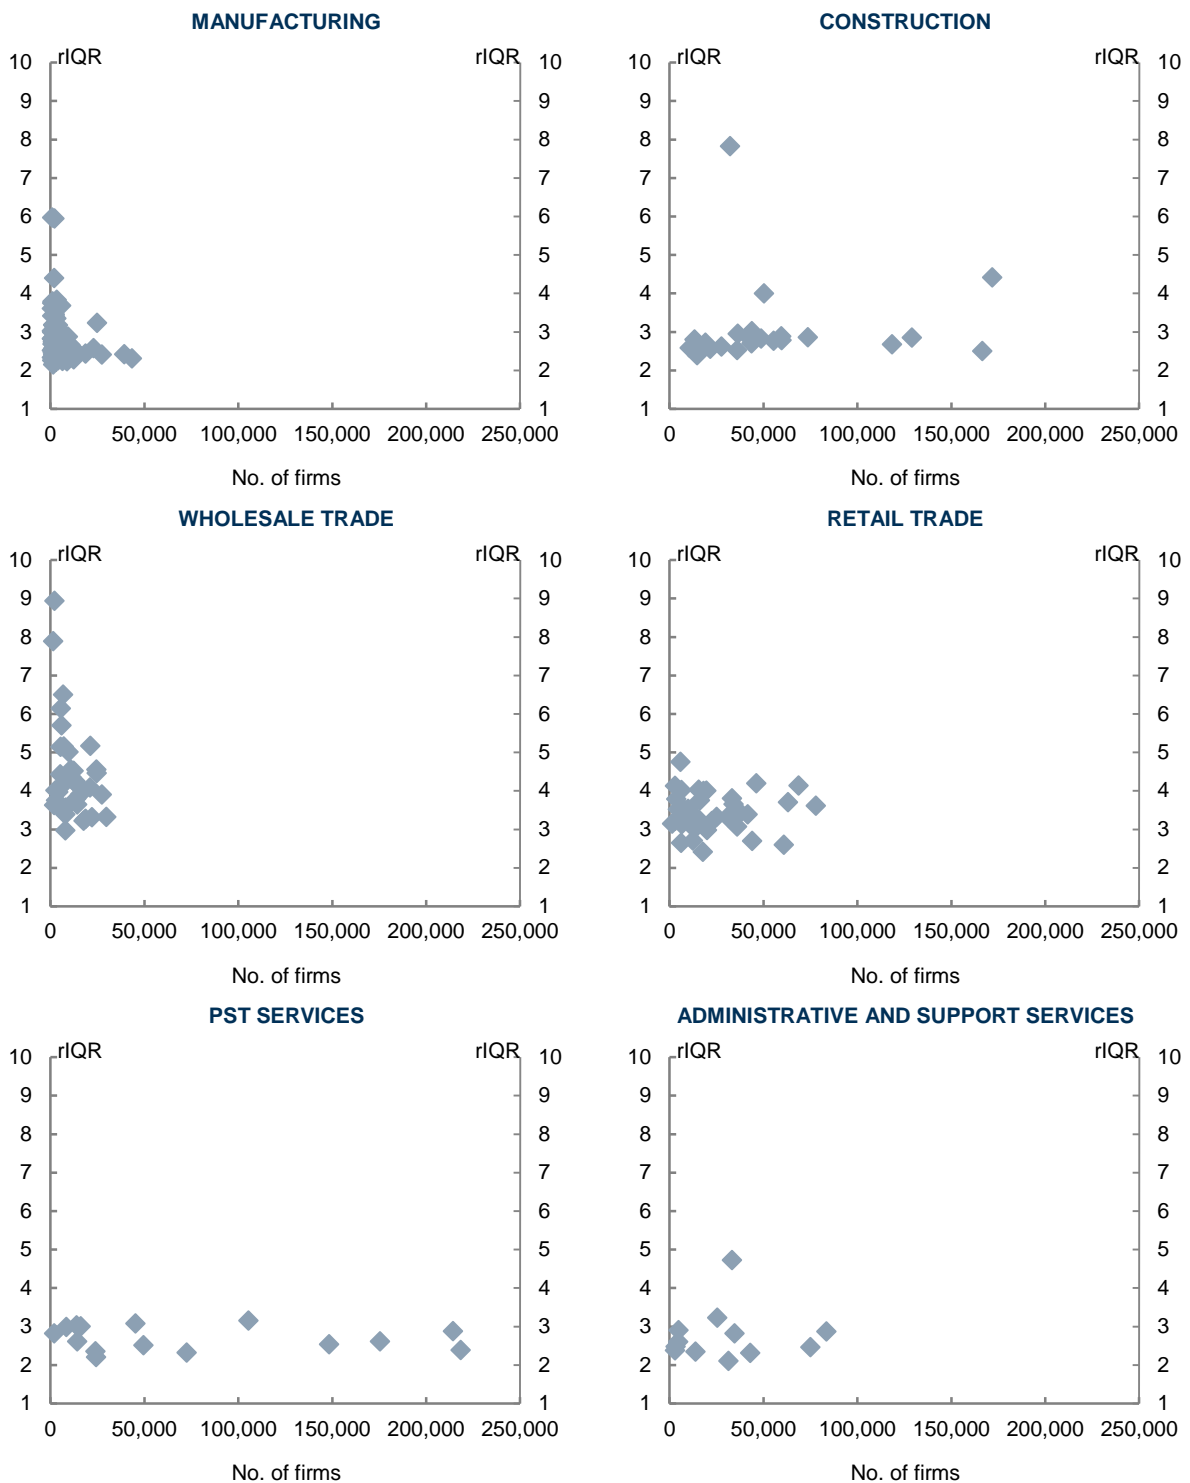 MANUFACTURING
rIQR rIQR
10 10
9 9
8 8
7 7
6 6
5 5
4 4
3 3
2 2
1 1
0 50,000 100,000 150,000 200,000 250,000
No. of firms
CONSTRUCTION
rIQR rIQR
10 10
9 9
8 8
7 7
6 6
5 5
4 4
3 3
2 2
1 1
0 50,000 100,000 150,000 200,000 250,000
No. of firms
WHOLESALE TRADE
rIQR rIQR
10 10
9 9
8 8
7 7
6 6
5 5
4 4
3 3
2 2
1 1
0 50,000 100,000 150,000 200,000 250,000
No. of firms
RETAIL TRADE
rIQR rIQR
10 10
9 9
8 8
7 7
6 6
5 5
4 4
3 3
2 2
1 1
0 50,000 100,000 150,000 200,000 250,000
No. of firms
PST SERVICES
rIQR rIQR
10 10
9 9
8 8
7 7
6 6
5 5
4 4
3 3
2 2
1 1
0 50,000 100,000 150,000 200,000 250,000
No. of firms
ADMINISTRATIVE AND SUPPORT SERVICES
rIQR rIQR
10 10
9 9
8 8
7 7
6 6
5 5
4 4
3 3
2 2
1 1
0 50,000 100,000 150,000 200,000 250,000
No. of firms